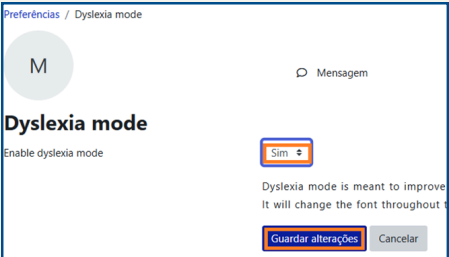 Preferências / Dyslexia mode
M
Mensagem
Dyslexia mode
Enable dyslexia mode
Sim
Dyslexia mode is meant to improve
It will change the font throughout
Guardar alterações Cancelar